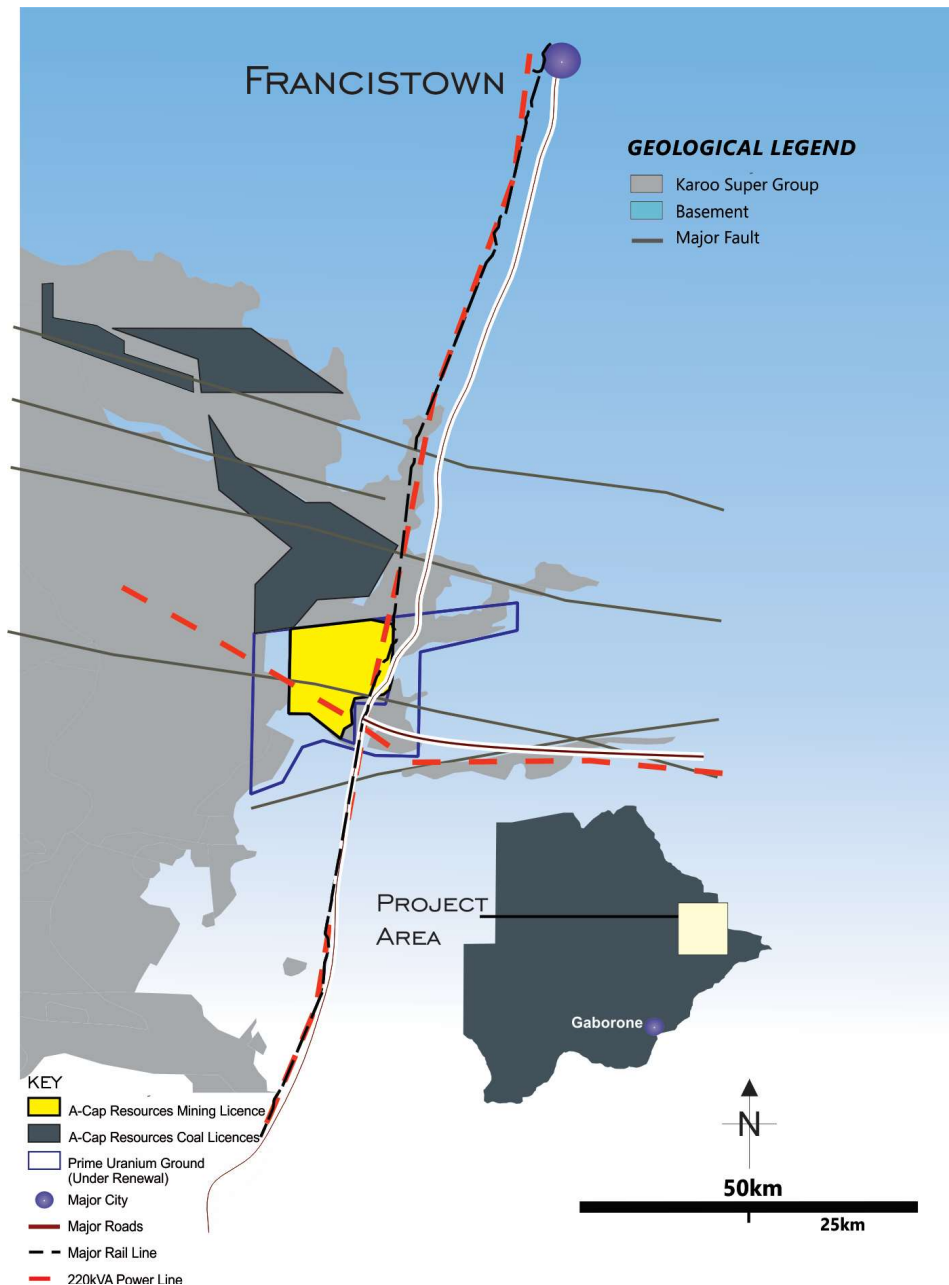 FRANCISTOWN
GEOLOGICAL LEGEND
Karoo Super Group
Basement
Major Fault
PROJECT
AREA
Gaborone
KEY
A-Cap Resources Mining Licence
A-Cap Resources Coal Licences
Prime Uranium Ground
(Under Renewal)
Major City
Major Roads
Major Rail Line
220kVA Power Line
N
50km
25km